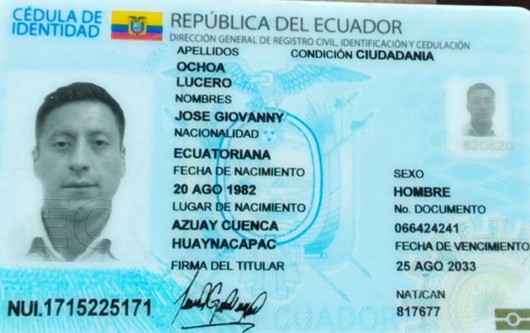 CÉDULA DE
IDENTIDAD
REPÚBLICA DEL ECUADOR
DIRECCIÓN GENERAL DE REGISTRO CIVIL, IDENTIFICACIÓN Y CEDULACIÓN
APELLIDOS CONDICIÓN CIUDADANIA
OCHOA
LUCERO
NOMBRES
JOSE GIOVANNY
NACIONALIDAD
ECUATORIANA
FECHA DE NACIMIENTO
20 AGO 1982
LUGAR DE NACIMIENTO
AZUAY CUENCA
HUAYNACAPAC
FIRMA DEL TITULAR
820820
SEXO
HOMBRE
No. DOCUMENTO
066424241
FECHA DE VENCIMIENTO
25 AGO 2033
NAT/CAN
817677
NUI.1715225171
ECUADOR